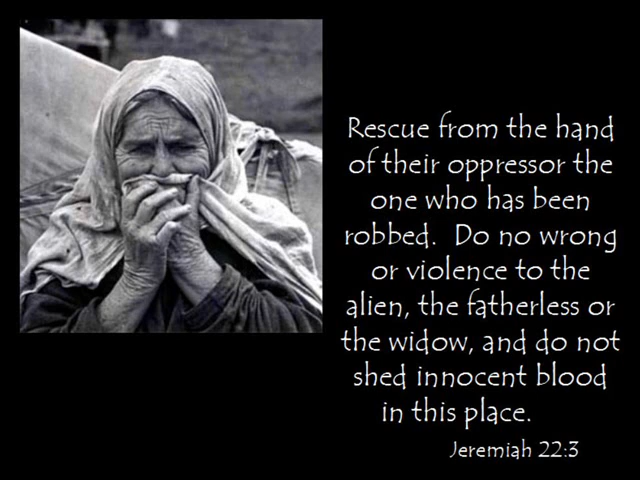 Rescue from the hand
of their oppressor the
one who has been
robbed.  Do no wrong
or violence to the
alien, the fatherless or
the widow, and do not
shed innocent blood
in this place.
Jeremiah 22:3